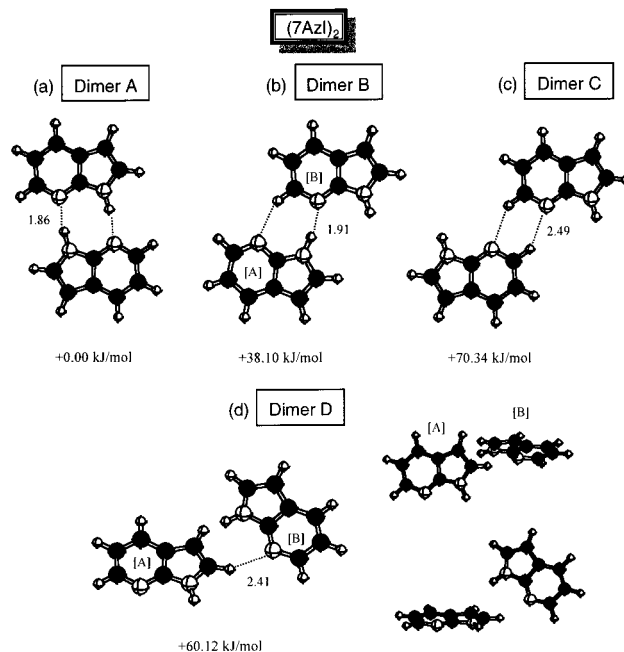 (7AzI)₂
(a) Dimer A
(b) Dimer B
(c) Dimer C
[B]
1.86
1.91
2.49
[A]
+0.00 kJ/mol
+38.10 kJ/mol
+70.34 kJ/mol
(d) Dimer D
[A]
[B]
[B]
[A]
2.41
+60.12 kJ/mol